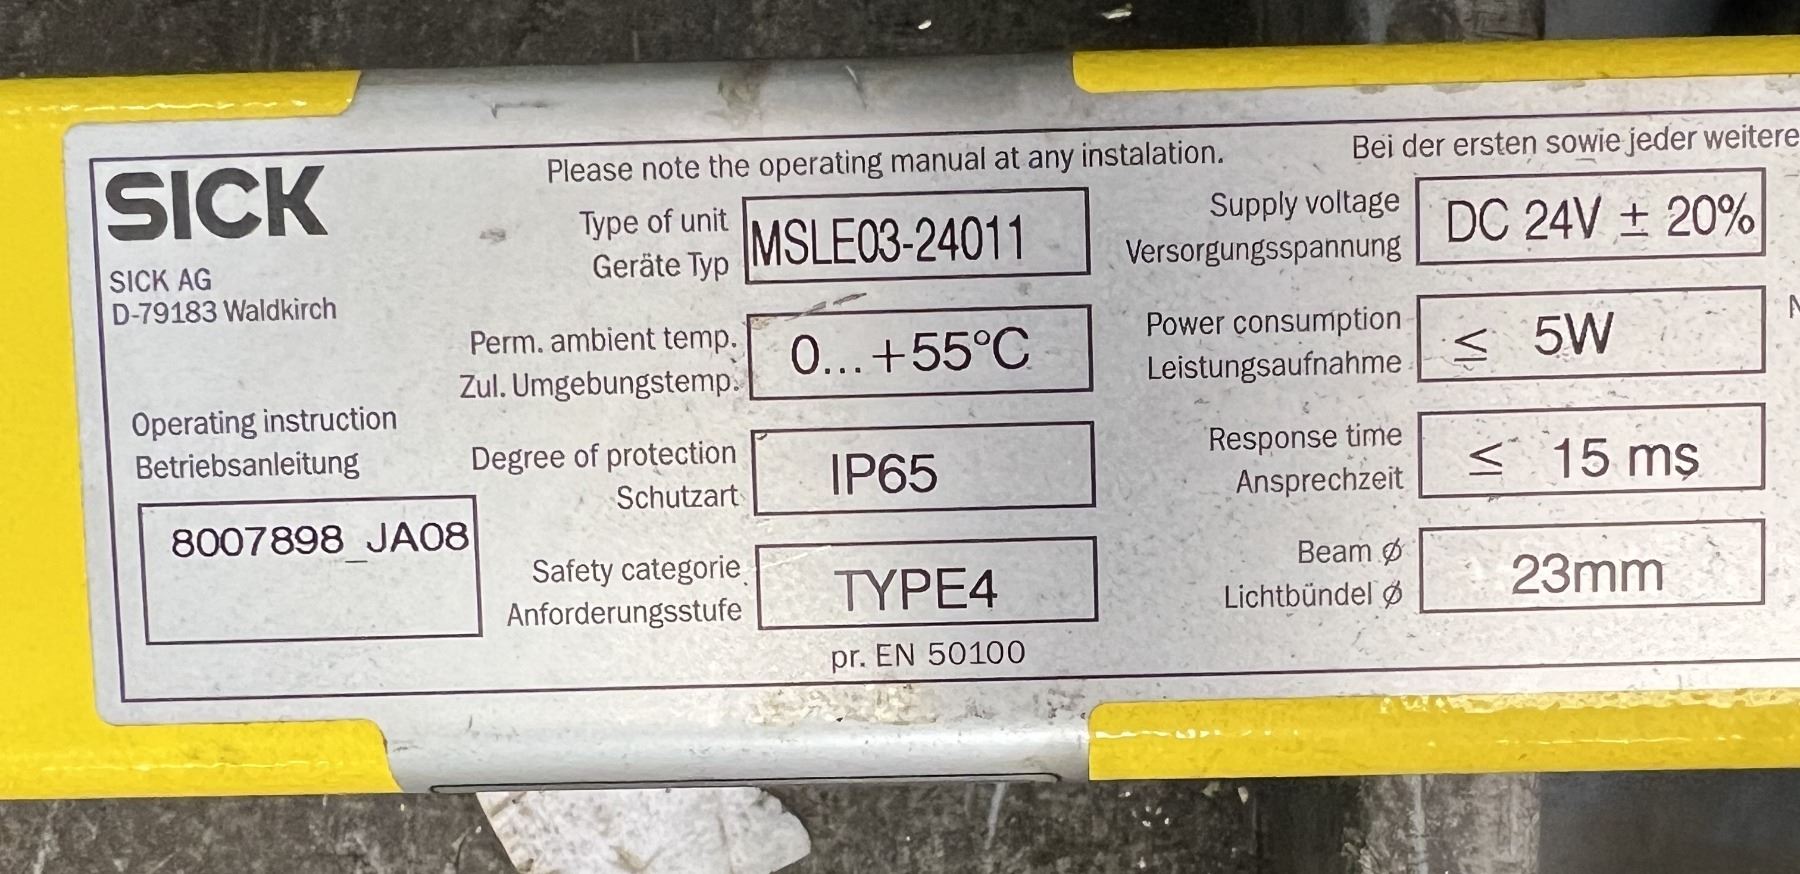 SICK
SICK AG
D-79183 Waldkirch
Operating instruction
Betriebsanleitung
8007898_JA08
Please note the operating manual at any instalation.
Type of unit
Geräte Typ
MSLE03-24011
Perm. ambient temp.
Zul. Umgebungstemp.
0... +55°C
Degree of protection
Schutzart
IP65
Safety categorie
Anforderungsstufe
TYPE4
pr. EN 50100
Bei der ersten sowie jeder weitere
Supply voltage
Versorgungsspannung
DC 24V ± 20%
Power consumption
Leistungsaufnahme
≤ 5W
Response time
Ansprechzeit
≤ 15 ms
Beam ø
Lichtbündel ø
23mm